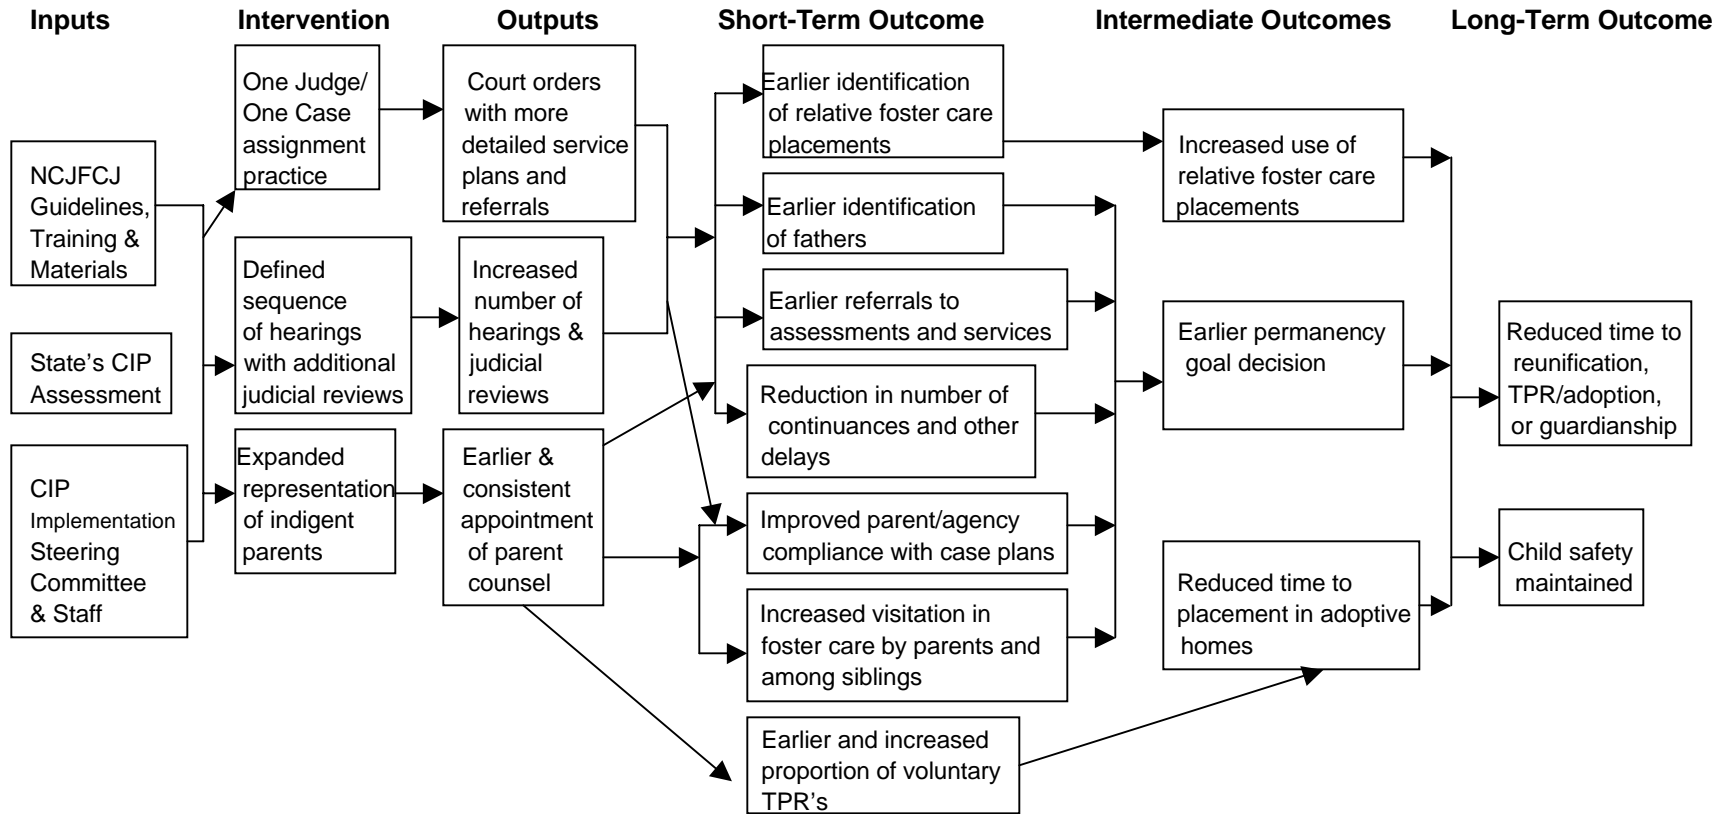 Inputs
Intervention
Outputs
Short-Term Outcome
Intermediate Outcomes
Long-Term Outcome
NCJFCJ
Guidelines,
Training &
Materials
State’s CIP
Assessment
CIP
Implementation
Steering
Committee
& Staff
One Judge/
One Case
assignment
practice
Defined
sequence
of hearings
with additional
judicial reviews
Expanded
representation
of indigent
parents
Court orders
with more
detailed service
plans and
referrals
Increased
number of
hearings &
judicial
reviews
Earlier &
consistent
appointment
of parent
counsel
Earlier identification
of relative foster care
placements
Earlier identification
of fathers
Earlier referrals to
assessments and services
Reduction in number of
continuances and other
delays
Improved parent/agency
compliance with case plans
Increased visitation in
foster care by parents and
among siblings
Earlier and increased
proportion of voluntary
TPR’s
Increased use of
relative foster care
placements
Earlier permanency
goal decision
Reduced time to
placement in adoptive
homes
Reduced time to
reunification,
TPR/adoption,
or guardianship
Child safety
maintained